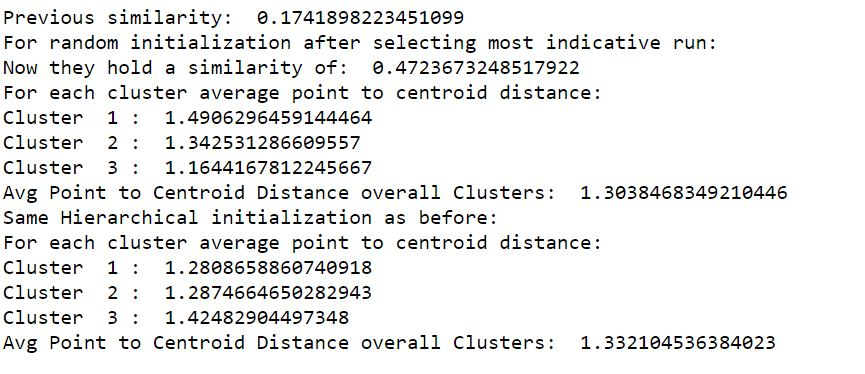 Previous similarity:  0.1741898223451099
For random initialization after selecting most indicative run:
Now they hold a similarity of:  0.4723673248517922
For each cluster average point to centroid distance:
Cluster  1 :  1.4906296459144464
Cluster  2 :  1.342531286609557
Cluster  3 :  1.1644167812245667
Avg Point to Centroid Distance overall Clusters:  1.3038468349210446
Same Hierarchical initialization as before:
For each cluster average point to centroid distance:
Cluster  1 :  1.2808658860740918
Cluster  2 :  1.2874664650282943
Cluster  3 :  1.42482904497348
Avg Point to Centroid Distance overall Clusters:  1.332104536384023